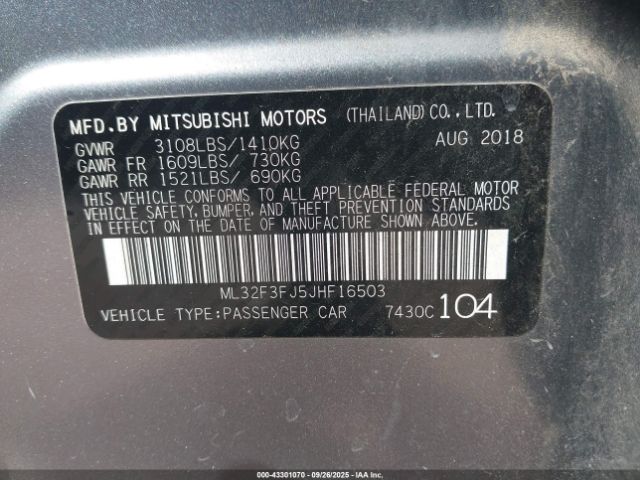 MFD.BY MITSUBISHI MOTORS (THAILAND) CO., LTD.
GVWR 3108LBS/1410KG AUG 2018
GAWR FR 1609LBS/ 730KG
GAWR RR 1521LBS/ 690KG
THIS VEHICLE CONFORMS TO ALL APPLICABLE FEDERAL MOTOR
VEHICLE SAFETY, BUMPER, AND THEFT PREVENTION STANDARDS
IN EFFECT ON THE DATE OF MANUFACTURE SHOWN ABOVE.
ML32F3FJ5JHF16503
VEHICLE TYPE:PASSENGER CAR 7430C 104
000-43301070 - 09/26/2025 - IAA Inc.